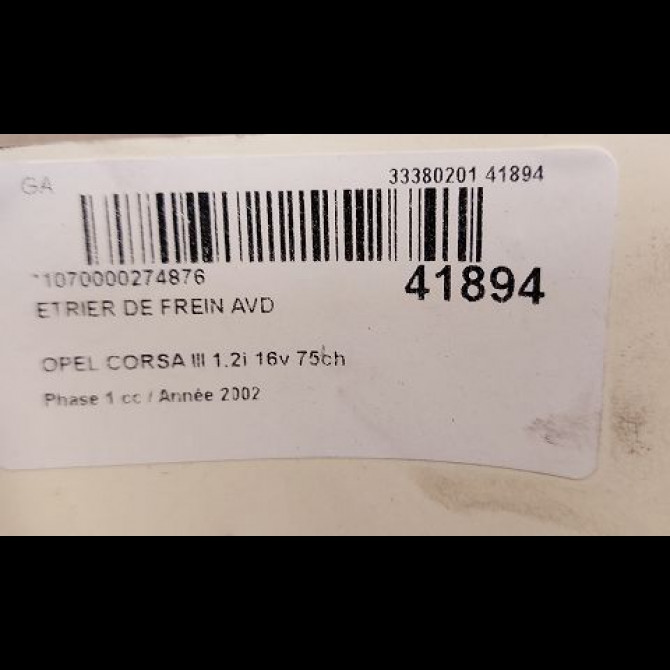 GA
33380201 41894
*1070000274876
41894
ETRIER DE FREIN AVD
OPEL CORSA III 1.2i 16v 75ch
Phase 1 cc / Année 2002